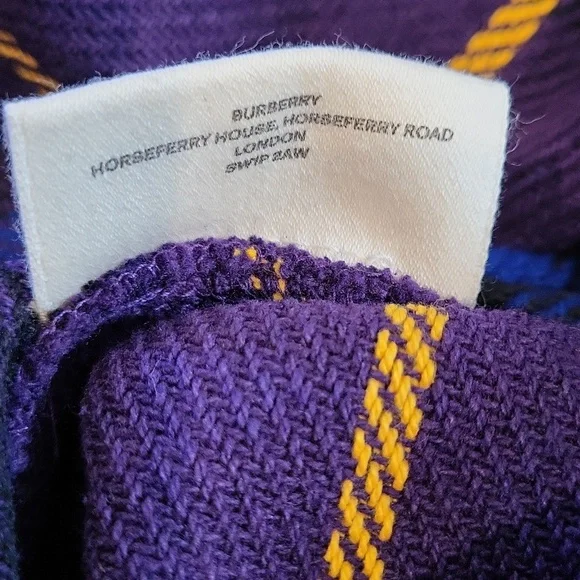 BURBERRY
HORSEFERRY HOUSE, HORSEFERRY ROAD
LONDON
SW1P 2AW